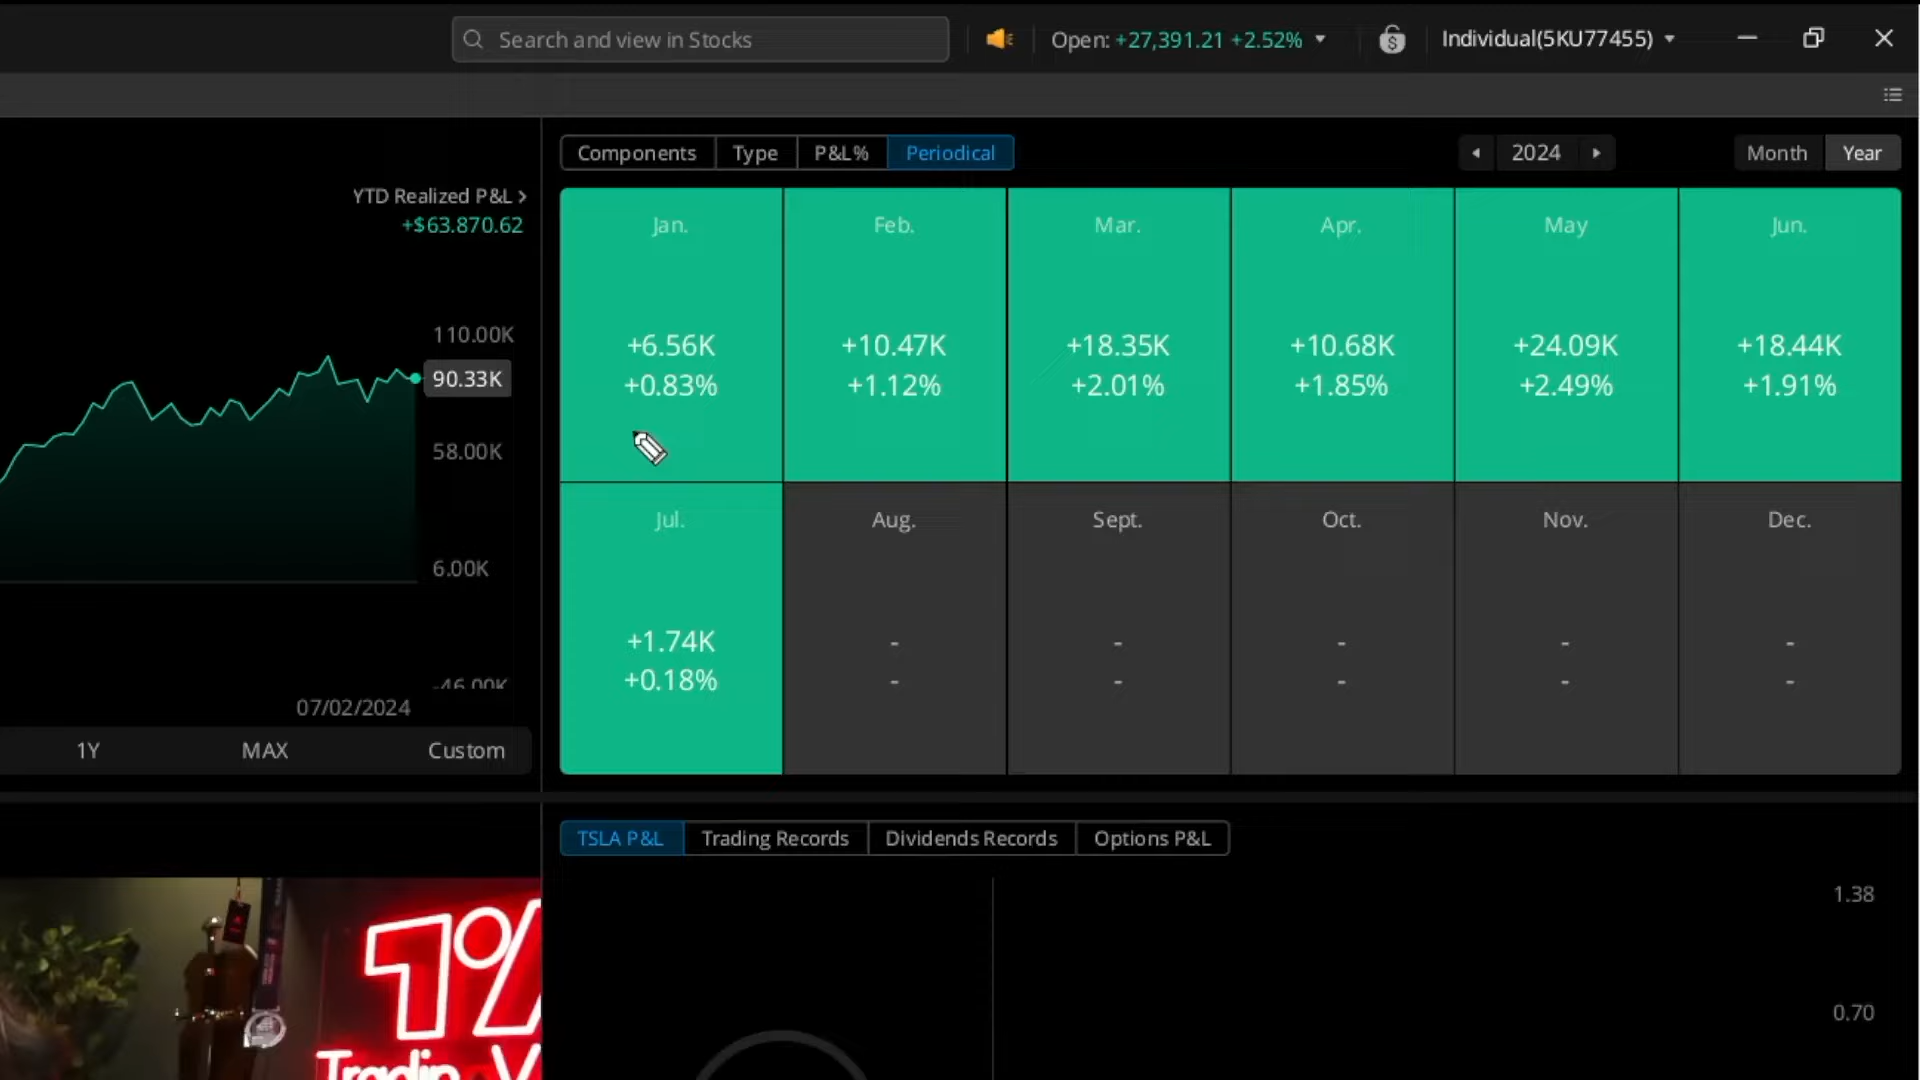 Search and view in Stocks
Open: +27,391.21 +2.52%
Individual(5KU77455)
Components
Type
P&L%
Periodical
2024
Month
Year
YTD Realized P&L >
+$63.870.62
110.00K
90.33K
58.00K
6.00K
-46.00K
07/02/2024
1Y
MAX
Custom
Jan.
+6.56K
+0.83%
Feb.
+10.47K
+1.12%
Mar.
+18.35K
+2.01%
Apr.
+10.68K
+1.85%
May
+24.09K
+2.49%
Jun.
+18.44K
+1.91%
Jul.
+1.74K
+0.18%
Aug.
-
-
Sept.
-
-
Oct.
-
-
Nov.
-
-
Dec.
-
-
TSLA P&L
Trading Records
Dividends Records
Options P&L
1.38
0.70
1%